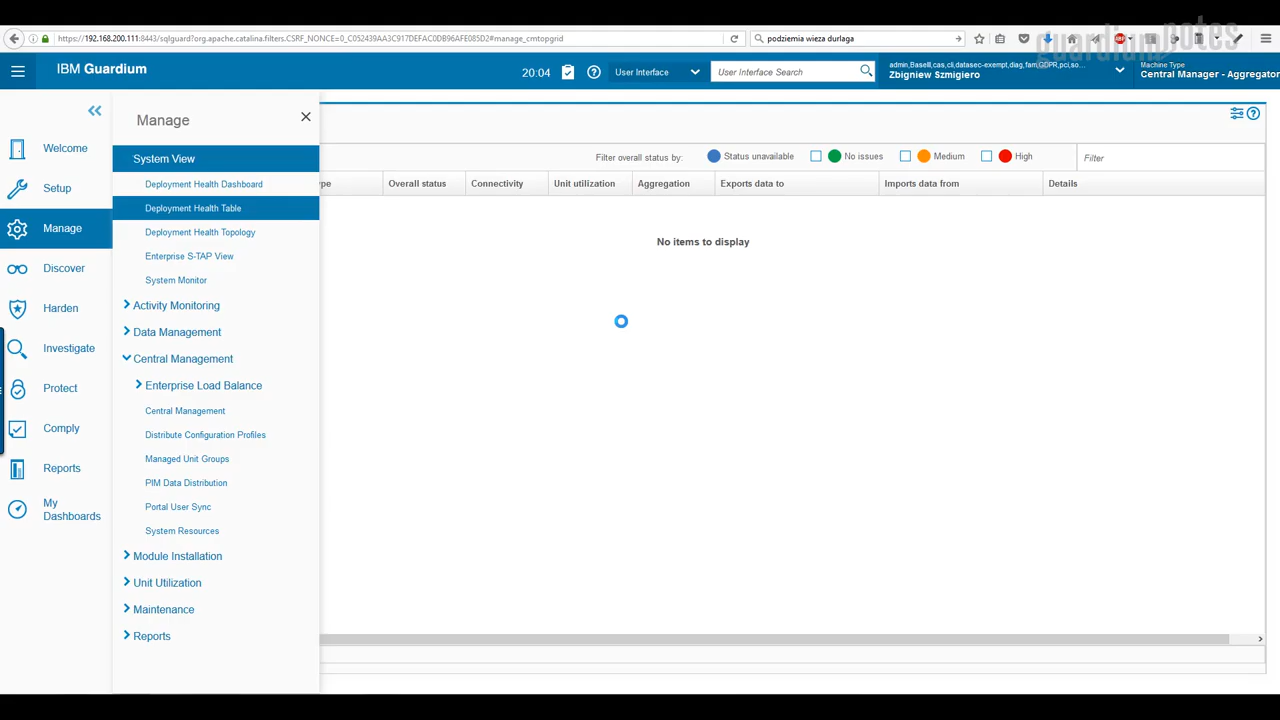 guardiumnotes
https://192.168.200.111:8443/sqlguard?org.apache.catalina.filters.CSRF_NONCE=0_C052439AA3C917DEFAC0DB96AFE085D2#manage_cmtopgrid
podziemia wieza durlaga
IBM Guardium
20:04
User Interface
User Interface Search
admin,Basell,cas,cli,datasec-exempt,diag,fam,GDPR,pci,so...
Zbigniew Szmigiero
Machine Type
Central Manager - Aggregator
Welcome
Setup
Manage
Discover
Harden
Investigate
Protect
Comply
Reports
My
Dashboards
Manage
System View
Deployment Health Dashboard
Deployment Health Table
Deployment Health Topology
Enterprise S-TAP View
System Monitor
Activity Monitoring
Data Management
Central Management
Enterprise Load Balance
Central Management
Distribute Configuration Profiles
Managed Unit Groups
PIM Data Distribution
Portal User Sync
System Resources
Module Installation
Unit Utilization
Maintenance
Reports
Filter overall status by:
Status unavailable
No issues
Medium
High
Filter
ype
Overall status
Connectivity
Unit utilization
Aggregation
Exports data to
Imports data from
Details
No items to display